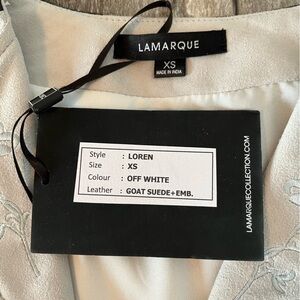 LAMARQUE
XS
MADE IN INDIA
Style : LOREN
Size : XS
Colour : OFF WHITE
Leather : GOAT SUEDE+EMB.
LAMARQUECOLLECTION.COM